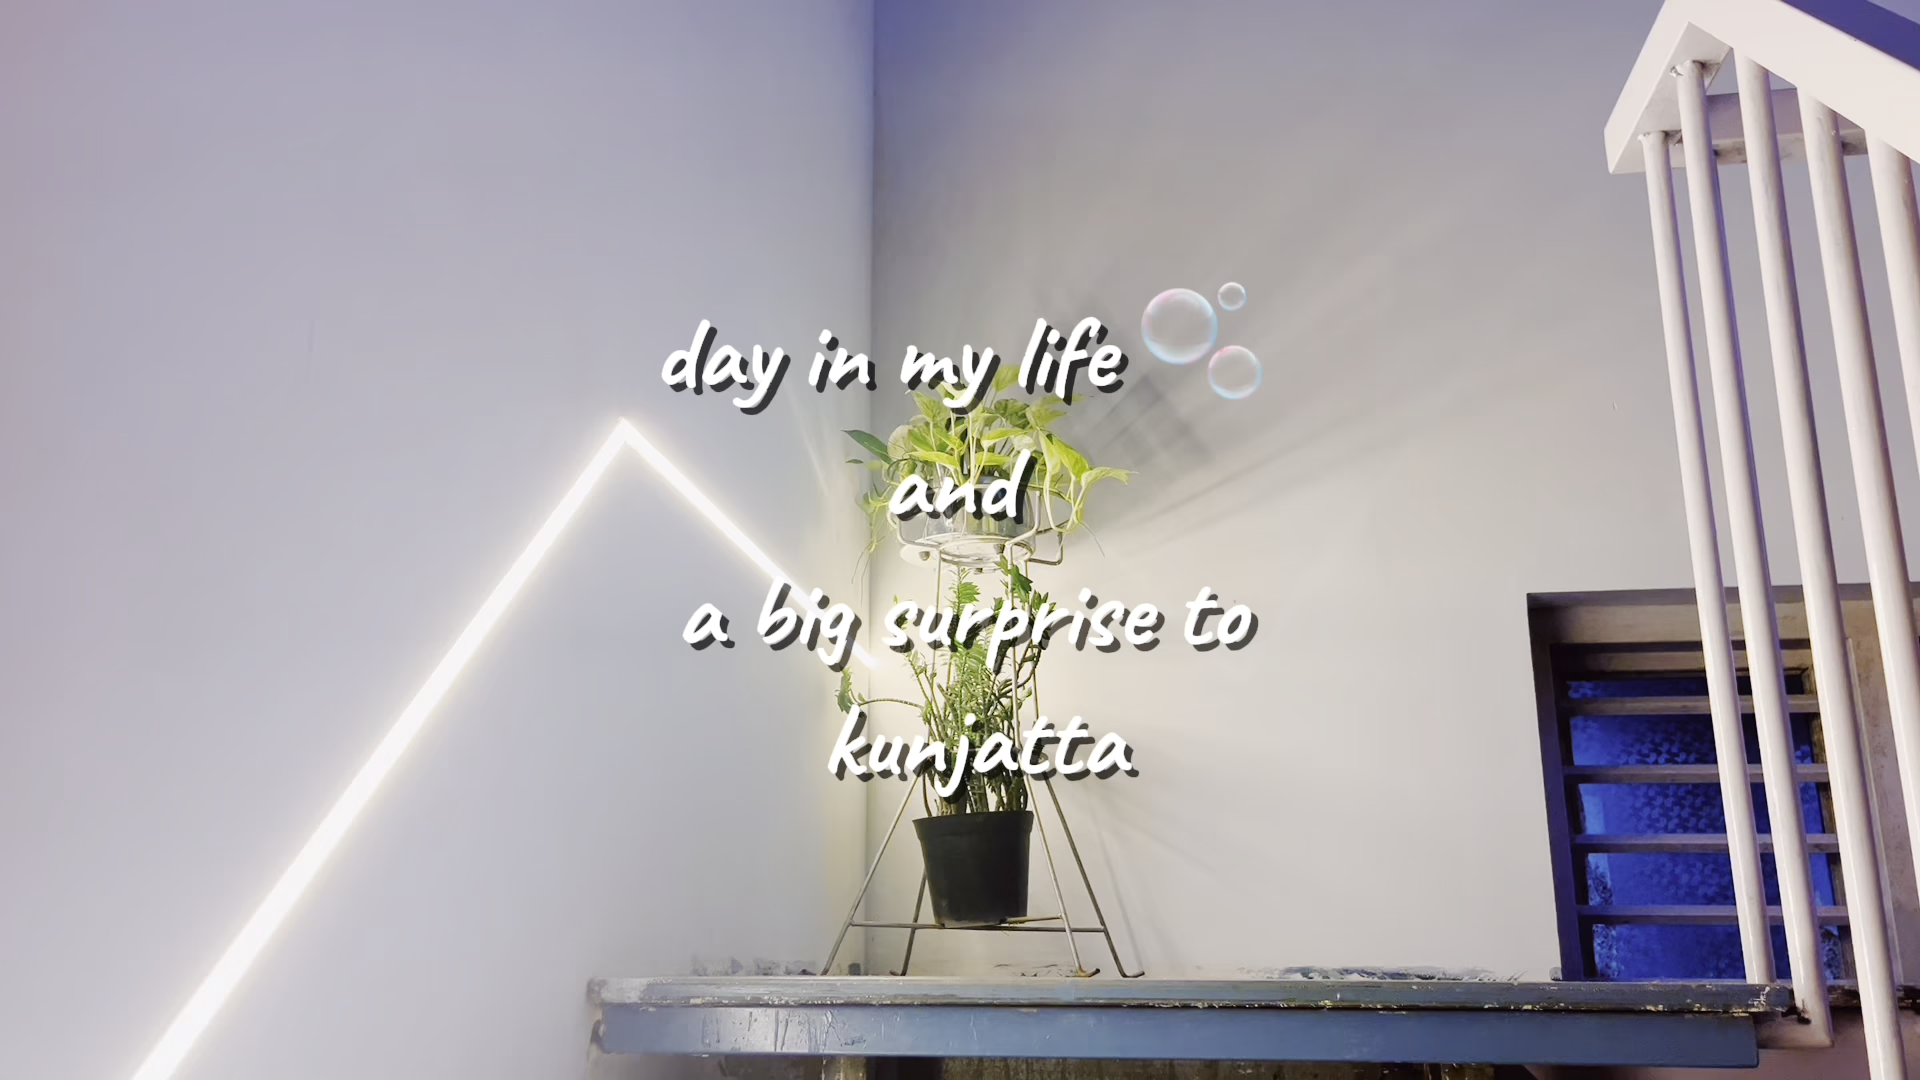 day in my life 🫧
and
a big surprise to
kunjatta